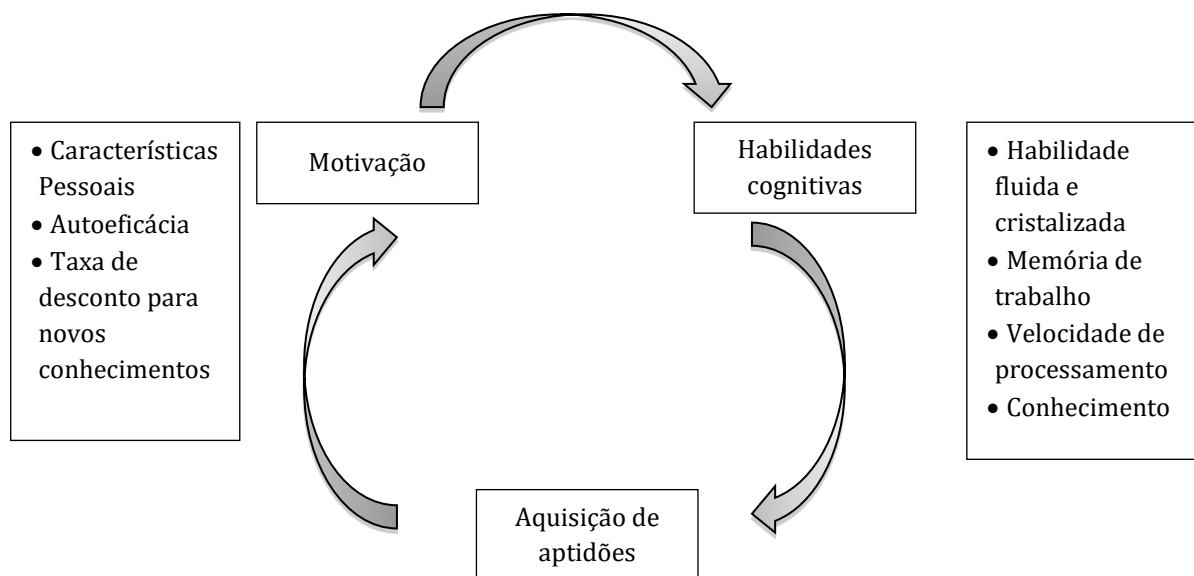 • Características
Pessoais
• Autoeficácia
• Taxa de
desconto para
novos
conhecimentos
Motivação
Habilidades
cognitivas
• Habilidade
fluida e
cristalizada
• Memória de
trabalho
• Velocidade de
processamento
• Conhecimento
Aquisição de
aptidões